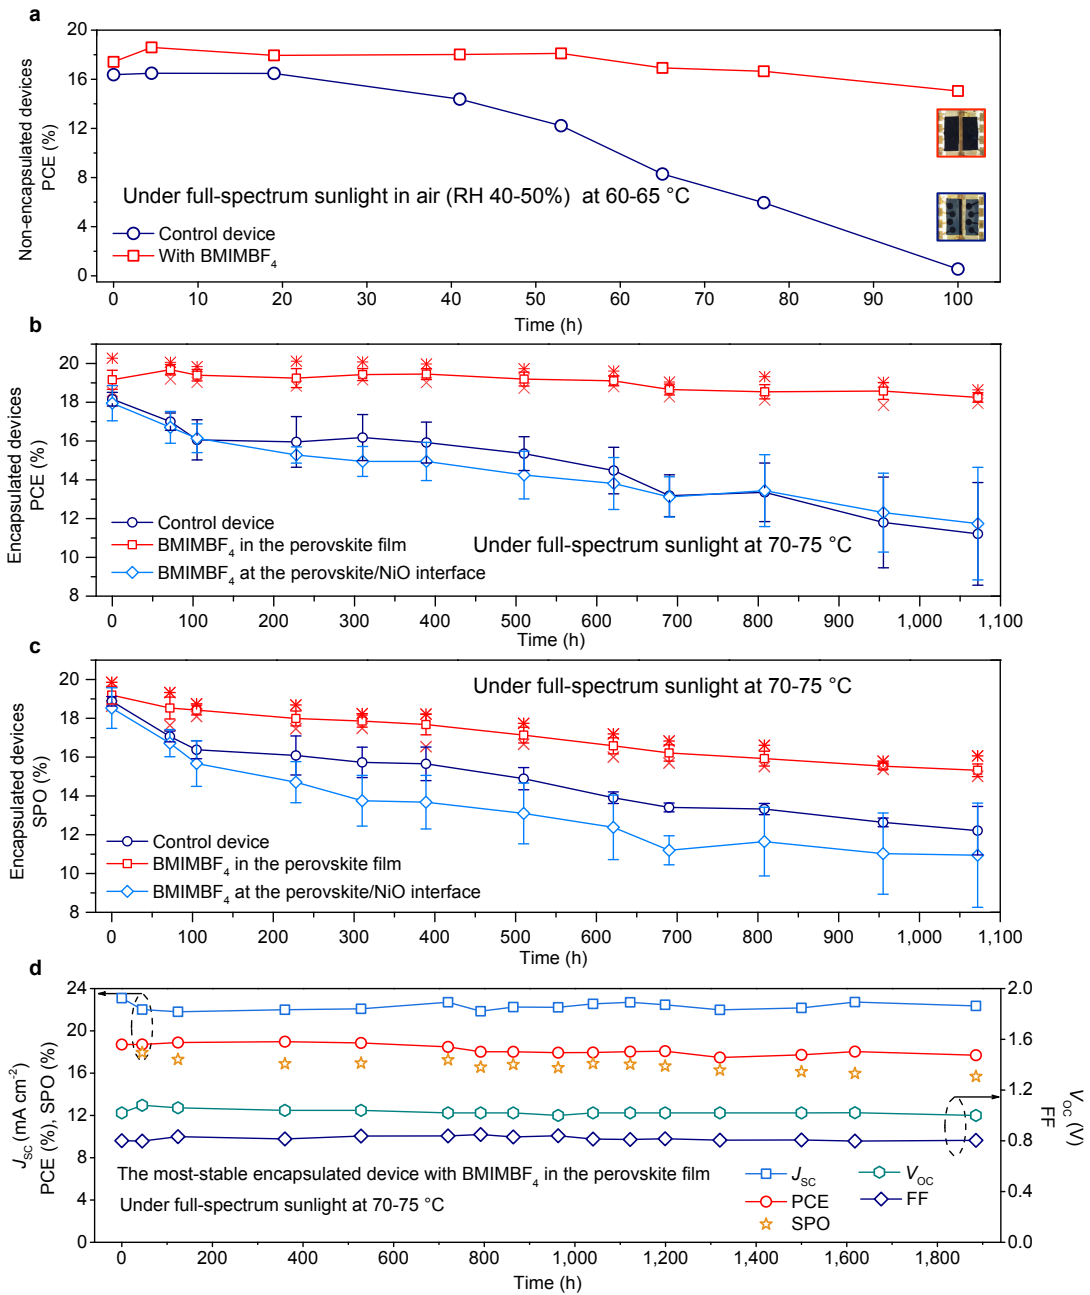 a
20
16
12
8
4
0
Non-encapsulated devices
PCE (%)
Under full-spectrum sunlight in air (RH 40-50%) at 60-65 °C
Control device
With BMIMBF4
0 10 20 30 40 50 60 70 80 90 100
Time (h)
b
20
18
16
14
12
10
8
Encapsulated devices
PCE (%)
Control device
BMIMBF4 in the perovskite film
BMIMBF4 at the perovskite/NiO interface
Under full-spectrum sunlight at 70-75 °C
0 100 200 300 400 500 600 700 800 900 1,000 1,100
Time (h)
c
20
18
16
14
12
10
8
Encapsulated devices
SPO (%)
Under full-spectrum sunlight at 70-75 °C
Control device
BMIMBF4 in the perovskite film
BMIMBF4 at the perovskite/NiO interface
0 100 200 300 400 500 600 700 800 900 1,000 1,100
Time (h)
d
24
20
16
12
8
4
0
JSC (mA cm-2)
PCE (%), SPO (%)
2.0
1.6
1.2
0.8
0.4
0.0
VOC (V)
FF
The most-stable encapsulated device with BMIMBF4 in the perovskite film
Under full-spectrum sunlight at 70-75 °C
JSC
VOC
PCE
FF
SPO
0 200 400 600 800 1,000 1,200 1,400 1,600 1,800
Time (h)